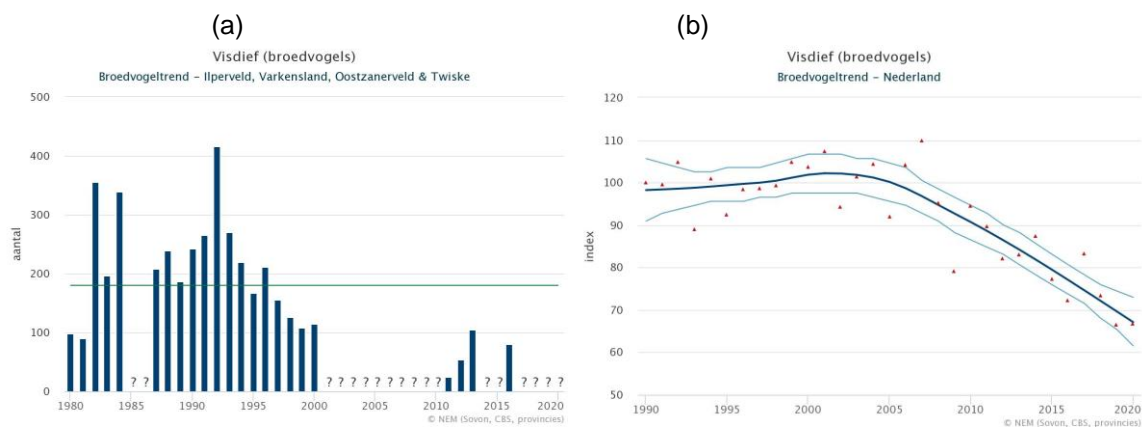 (a)
Visdief (broedvogels)
Broedvogeltrend - Ilperveld, Varkensland, Oostzanerveld & Twiske
aantal
500
400
300
200
100
0
? ? ? ? ? ? ? ? ? ? ? ? ? ? ? ? ? ?
1980 1985 1990 1995 2000 2005 2010 2015 2020
© NEM (Sovon, CBS, provincies)
(b)
Visdief (broedvogels)
Broedvogeltrend - Nederland
index
120
110
100
90
80
70
60
50
1990 1995 2000 2005 2010 2015 2020
© NEM (Sovon, CBS, provincies)